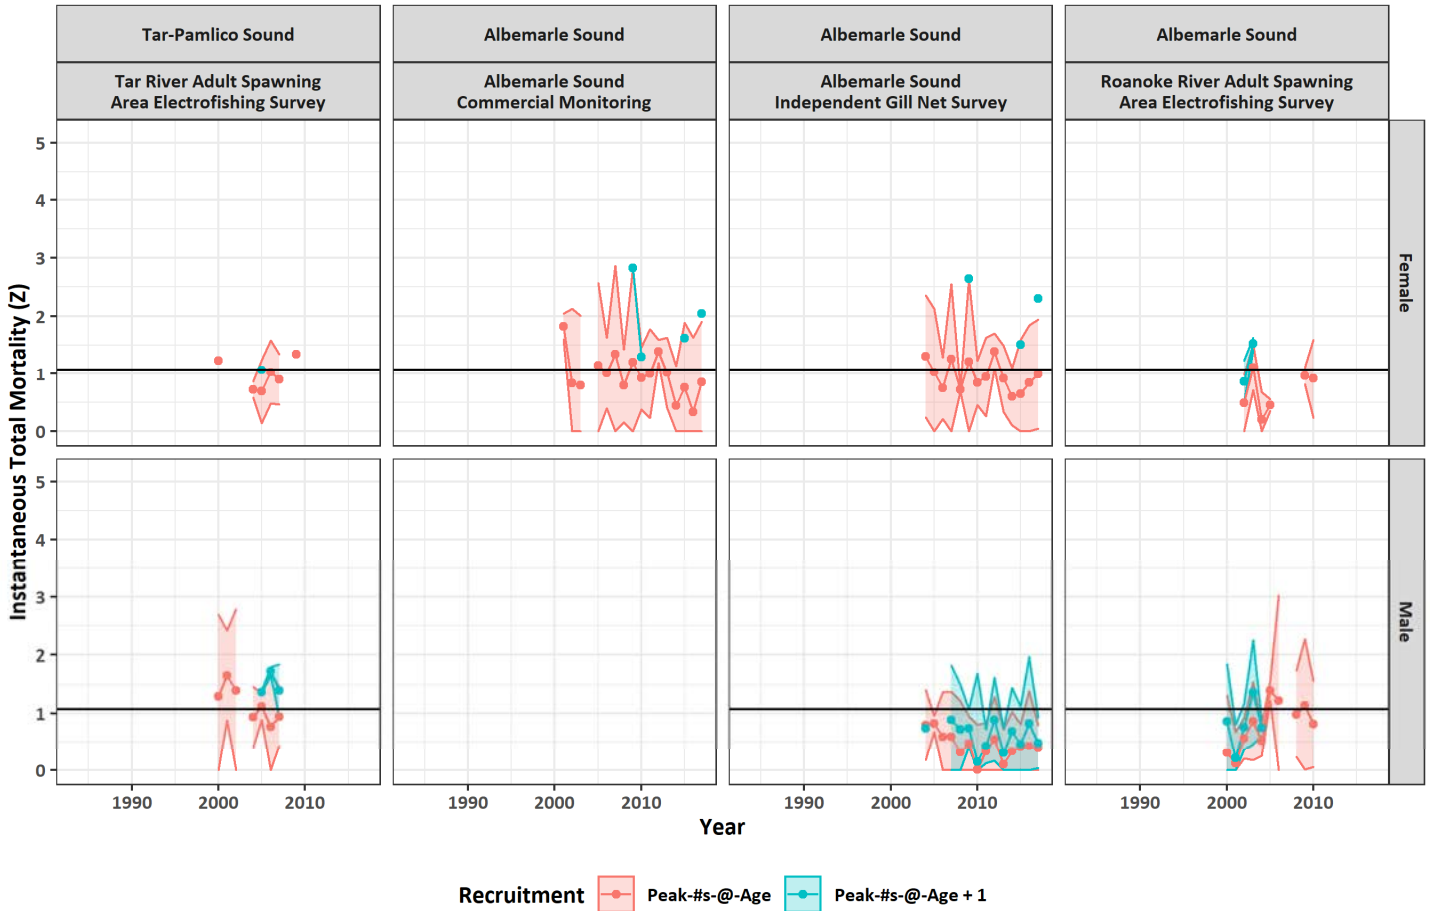 Tar-Pamlico Sound
Albemarle Sound
Albemarle Sound
Albemarle Sound
Tar River Adult Spawning
Area Electrofishing Survey
Albemarle Sound
Commercial Monitoring
Albemarle Sound
Independent Gill Net Survey
Roanoke River Adult Spawning
Area Electrofishing Survey
Instantaneous Total Mortality (Z)
5
4
3
2
1
0
Female
5
4
3
2
1
0
Male
1990
2000
2010
1990
2000
2010
1990
2000
2010
1990
2000
2010
Year
Recruitment
Peak-#s-@-Age
Peak-#s-@-Age + 1